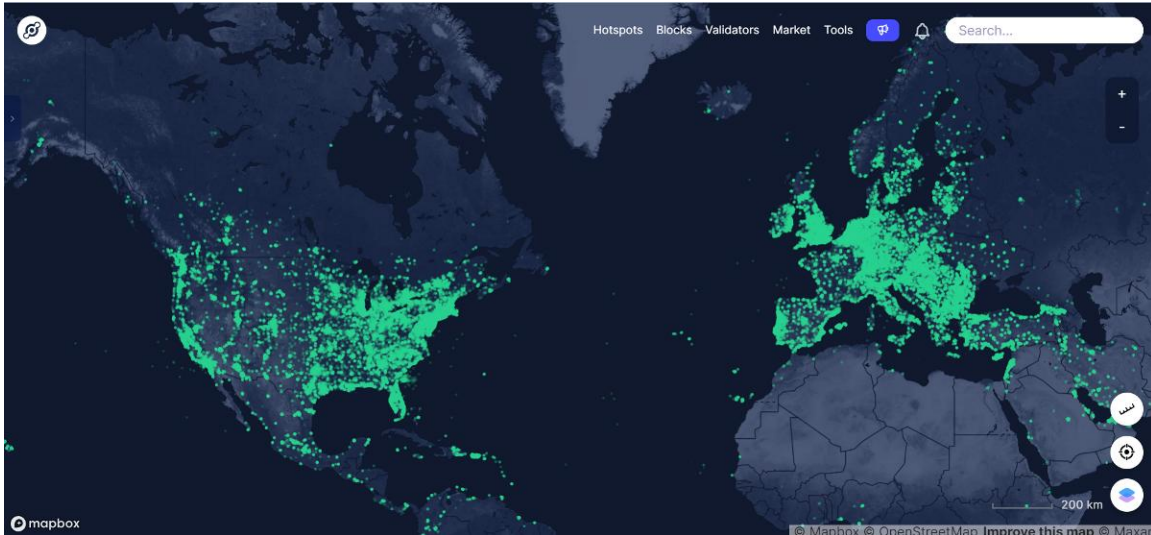 Hotspots Blocks Validators Market Tools Search...
+
-
200 km
mapbox
© Mapbox © OpenStreetMap Improve this map © Maxar